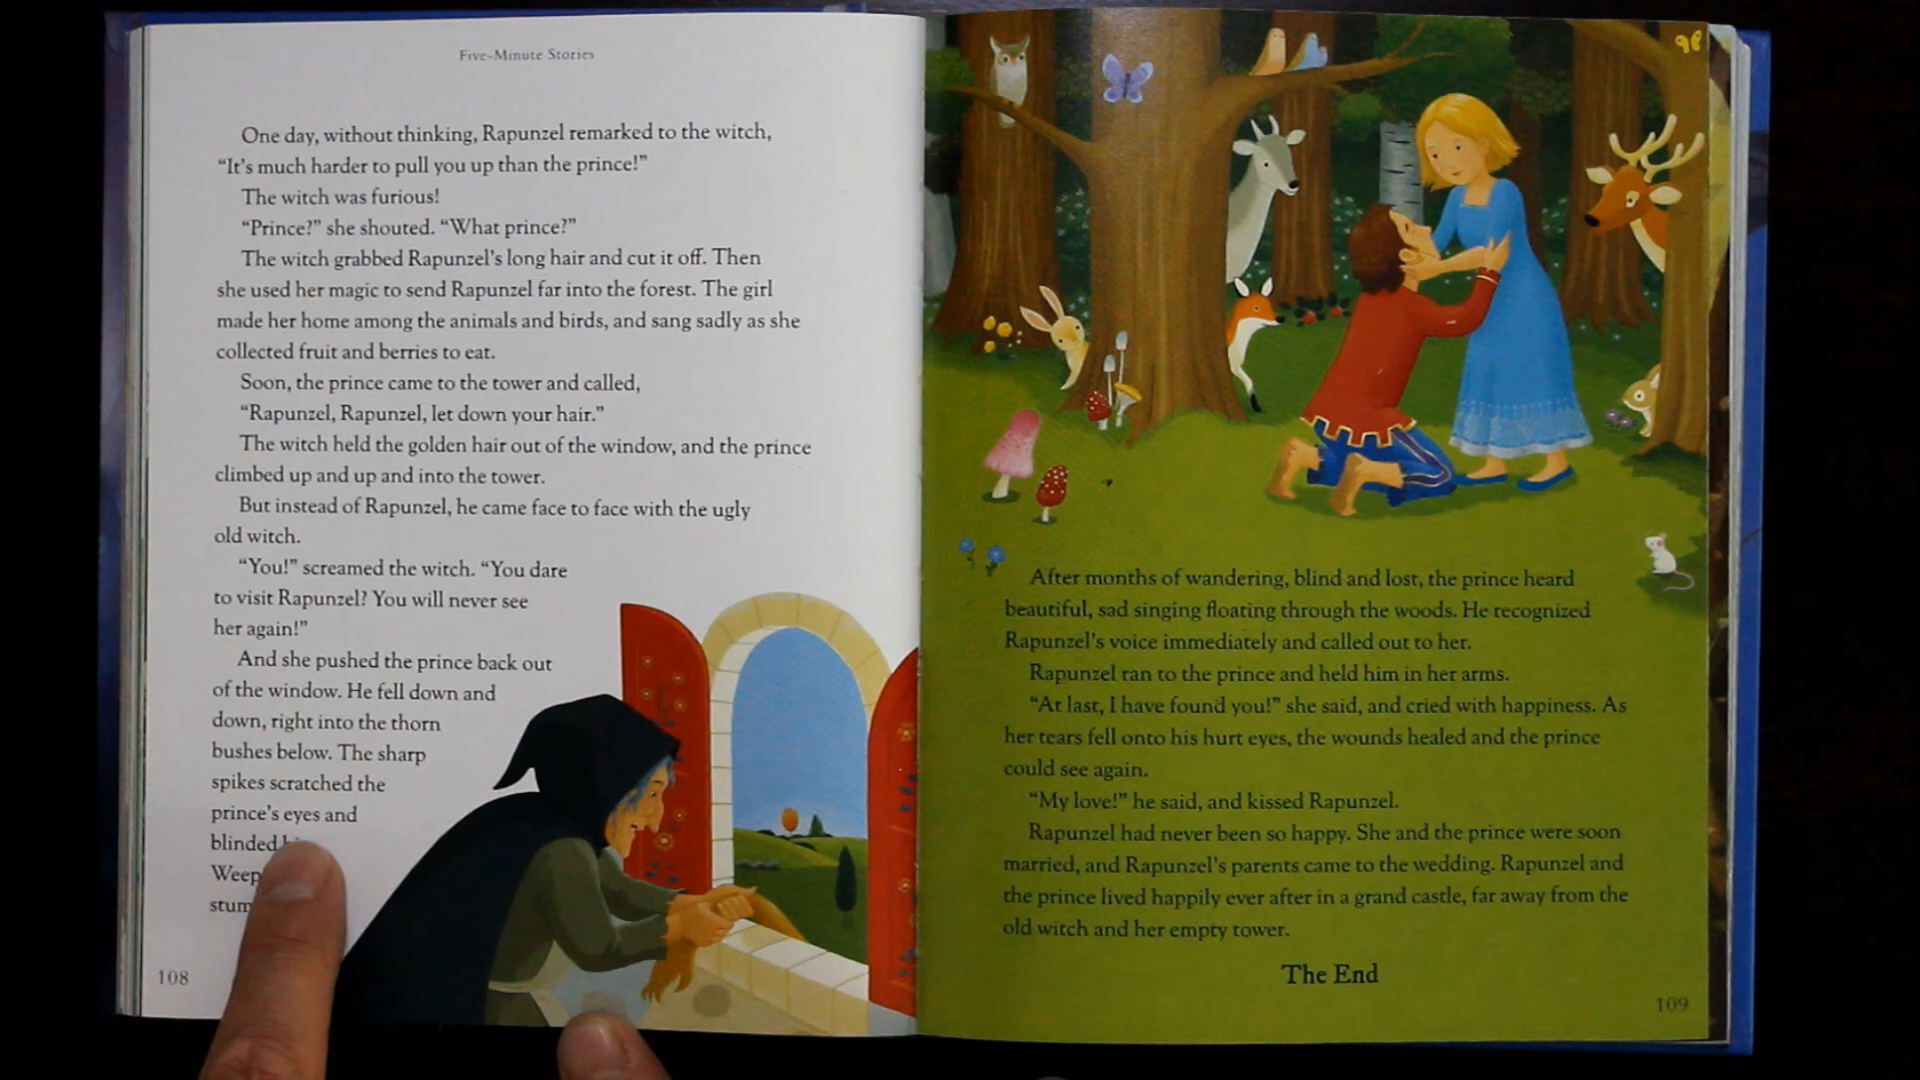 Five-Minute Stories
One day, without thinking, Rapunzel remarked to the witch,
“It’s much harder to pull you up than the prince!”
The witch was furious!
“Prince?” she shouted. “What prince?”
The witch grabbed Rapunzel’s long hair and cut it off. Then
she used her magic to send Rapunzel far into the forest. The girl
made her home among the animals and birds, and sang sadly as she
collected fruit and berries to eat.
Soon, the prince came to the tower and called,
“Rapunzel, Rapunzel, let down your hair.”
The witch held the golden hair out of the window, and the prince
climbed up and up and into the tower.
But instead of Rapunzel, he came face to face with the ugly
old witch.
“You!” screamed the witch. “You dare
to visit Rapunzel? You will never see
her again!”
And she pushed the prince back out
of the window. He fell down and
down, right into the thorn
bushes below. The sharp
spikes scratched the
prince’s eyes and
blinded
108
After months of wandering, blind and lost, the prince heard
beautiful, sad singing floating through the woods. He recognized
Rapunzel’s voice immediately and called out to her.
Rapunzel ran to the prince and held him in her arms.
“At last, I have found you!” she said, and cried with happiness. As
her tears fell onto his hurt eyes, the wounds healed and the prince
could see again.
“My love!” he said, and kissed Rapunzel.
Rapunzel had never been so happy. She and the prince were soon
married, and Rapunzel’s parents came to the wedding. Rapunzel and
the prince lived happily ever after in a grand castle, far away from the
old witch and her empty tower.
The End
109